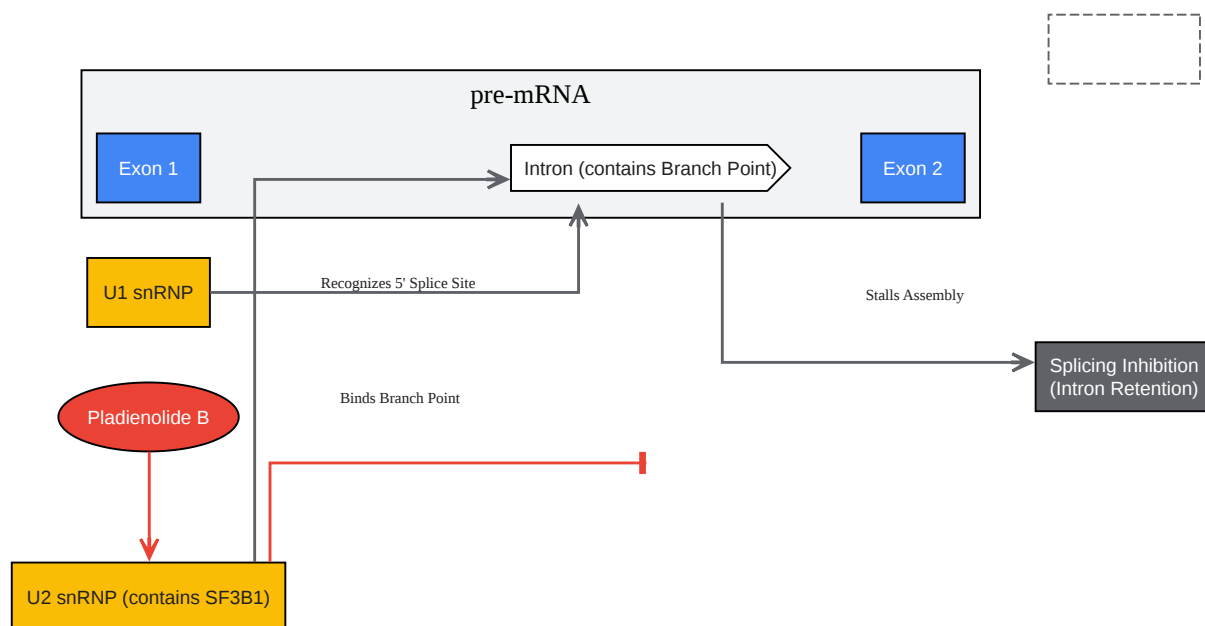 pre-mRNA
Exon 1
Intron (contains Branch Point)
Exon 2
U1 snRNP
Recognizes 5' Splice Site
Stalls Assembly
Splicing Inhibition
(Intron Retention)
Binds Branch Point
Pladienolide B
U2 snRNP (contains SF3B1)